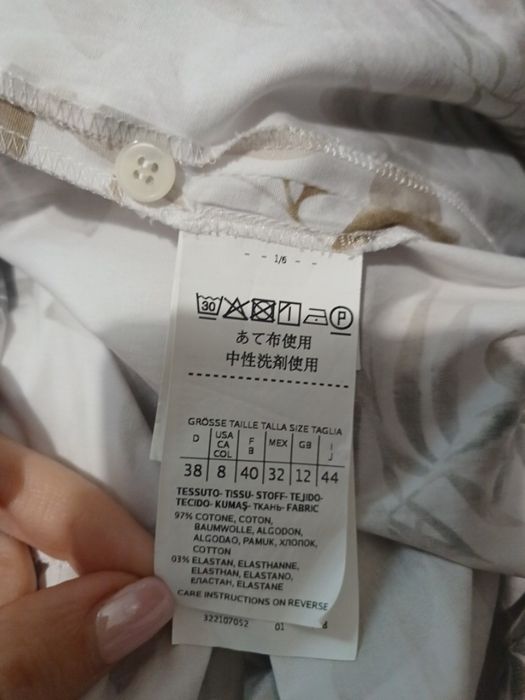 - - 1/6 - -
30 P
あて布使用
中性洗剤使用
GRÖSSE TAILLE TALLA SIZE TAGLIA
D USA CA COL F B MEX GB I J
38 8 40 32 12 44
TESSUTO- TISSU- STOFF- TEJIDO-
TECIDO- KUMAŞ- ТКАНЬ- FABRIC
97% COTONE, COTON,
BAUMWOLLE, ALGODON,
ALGODAO, PAMUK, ХЛОПОК,
COTTON
03% ELASTAN, ELASTHANNE,
ELASTHAN, ELASTANO,
ЕЛАСТАН, ELASTANE
CARE INSTRUCTIONS ON REVERSE
322107052 01